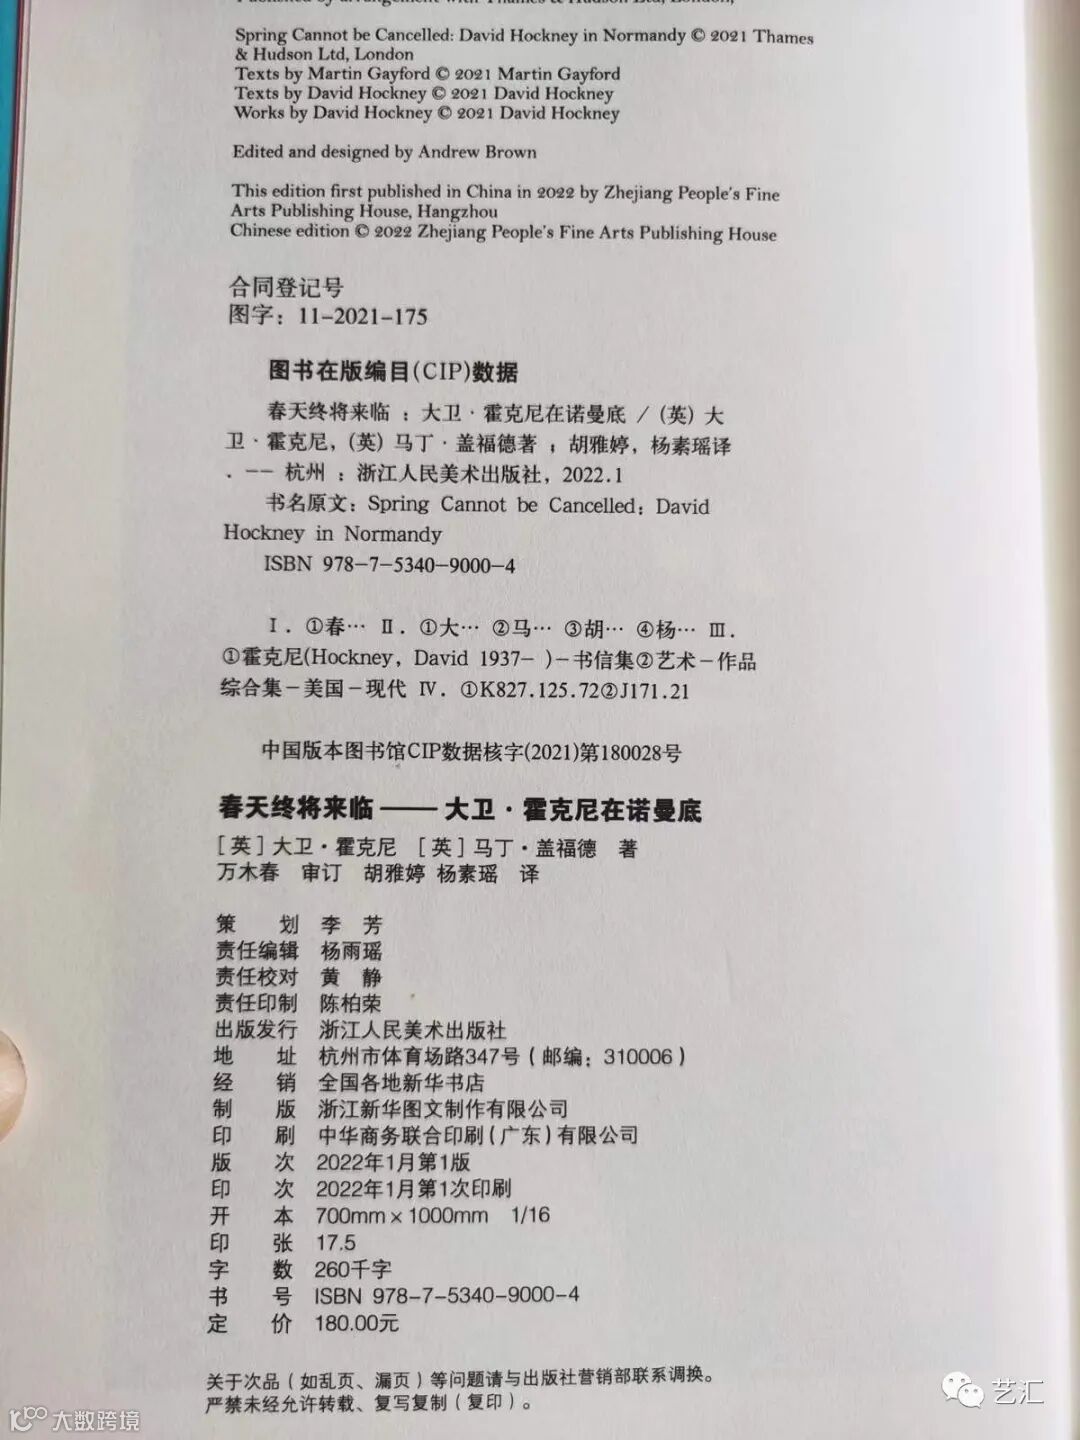 Published by arrangement with Thames & Hudson Ltd, London,
Spring Cannot be Cancelled: David Hockney in Normandy © 2021 Thames
& Hudson Ltd, London
Texts by Martin Gayford © 2021 Martin Gayford
Texts by David Hockney © 2021 David Hockney
Works by David Hockney © 2021 David Hockney
Edited and designed by Andrew Brown
This edition first published in China in 2022 by Zhejiang People's Fine
Arts Publishing House, Hangzhou
Chinese edition © 2022 Zhejiang People's Fine Arts Publishing House
合同登记号
图字：11-2021-175
图书在版编目(CIP)数据
春天终将来临：大卫·霍克尼在诺曼底 / (英) 大
卫·霍克尼, (英) 马丁·盖福德著；胡雅婷，杨素瑶译
. -- 杭州：浙江人民美术出版社，2022.1
书名原文：Spring Cannot be Cancelled：David
Hockney in Normandy
ISBN 978-7-5340-9000-4
Ⅰ. ①春… Ⅱ. ①大… ②马… ③胡… ④杨… Ⅲ.
①霍克尼(Hockney, David 1937- )-书信集②艺术-作品
综合集-美国-现代 Ⅳ. ①K827.125.72②J171.21
中国版本图书馆CIP数据核字(2021)第180028号
春天终将来临——大卫·霍克尼在诺曼底
[英]大卫·霍克尼 [英]马丁·盖福德 著
万木春 审订 胡雅婷 杨素瑶 译
策 划 李 芳
责任编辑 杨雨瑶
责任校对 黄 静
责任印制 陈柏荣
出版发行 浙江人民美术出版社
地 址 杭州市体育场路347号（邮编：310006）
经 销 全国各地新华书店
制 版 浙江新华图文制作有限公司
印 刷 中华商务联合印刷(广东)有限公司
版 次 2022年1月第1版
印 次 2022年1月第1次印刷
开 本 700mm×1000mm 1/16
印 张 17.5
字 数 260千字
书 号 ISBN 978-7-5340-9000-4
定 价 180.00元
关于次品（如乱页、漏页）等问题请与出版社营销部联系调换。
严禁未经允许转载、复写复制（复印）。
艺汇
大数跨境